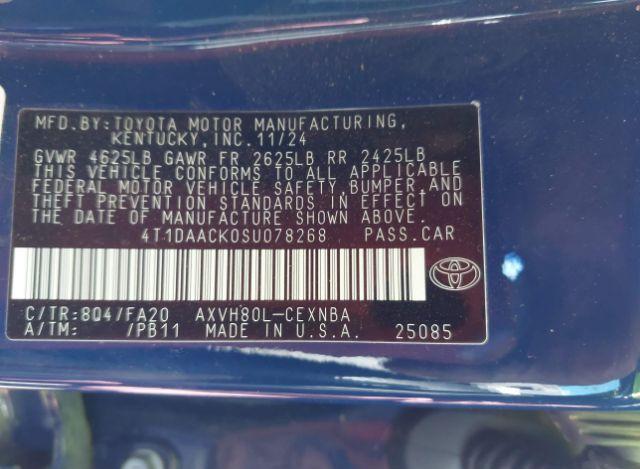 MFD.BY:TOYOTA MOTOR MANUFACTURING,
KENTUCKY,INC.11/24
GVWR 4625LB GAWR FR 2625LB RR 2425LB
THIS VEHICLE CONFORMS TO ALL APPLICABLE
FEDERAL MOTOR VEHICLE SAFETY,BUMPER,AND
THEFT PREVENTION STANDARDS IN EFFECT ON
THE DATE OF MANUFACTURE SHOWN ABOVE.
4T1DAACK0SU078268 PASS.CAR
C/TR:8Q4/FA20 AXVH80L-CEXNBA
A/TM: /PB11 MADE IN U.S.A. 25085